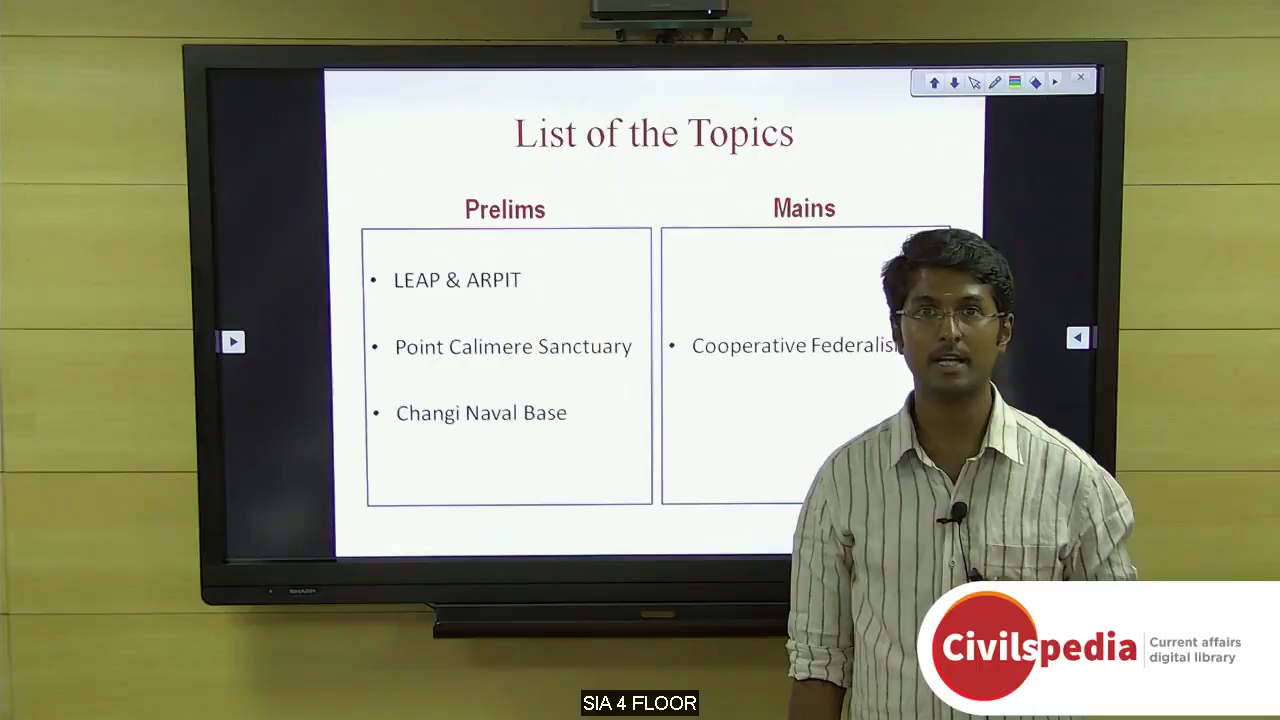 List of the Topics
Prelims
Mains
• LEAP & ARPIT
• Point Calimere Sanctuary
• Cooperative Federalis
• Changi Naval Base
SHARP
Civilspedia
Current affairs
digital library
SIA 4 FLOOR